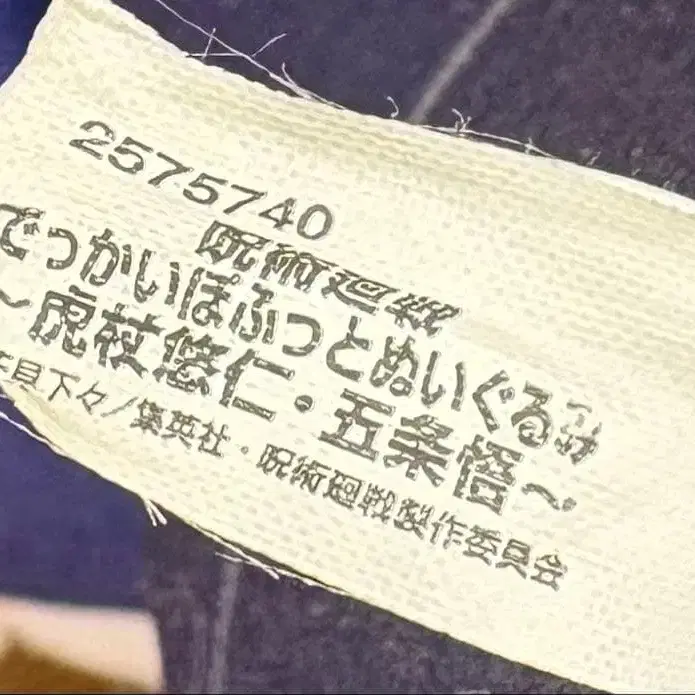 2575740
呪術廻戦
でっかいぽふっとぬいぐるみ
～虎杖悠仁・五条悟～
芥見下々／集英社・呪術廻戦製作委員会